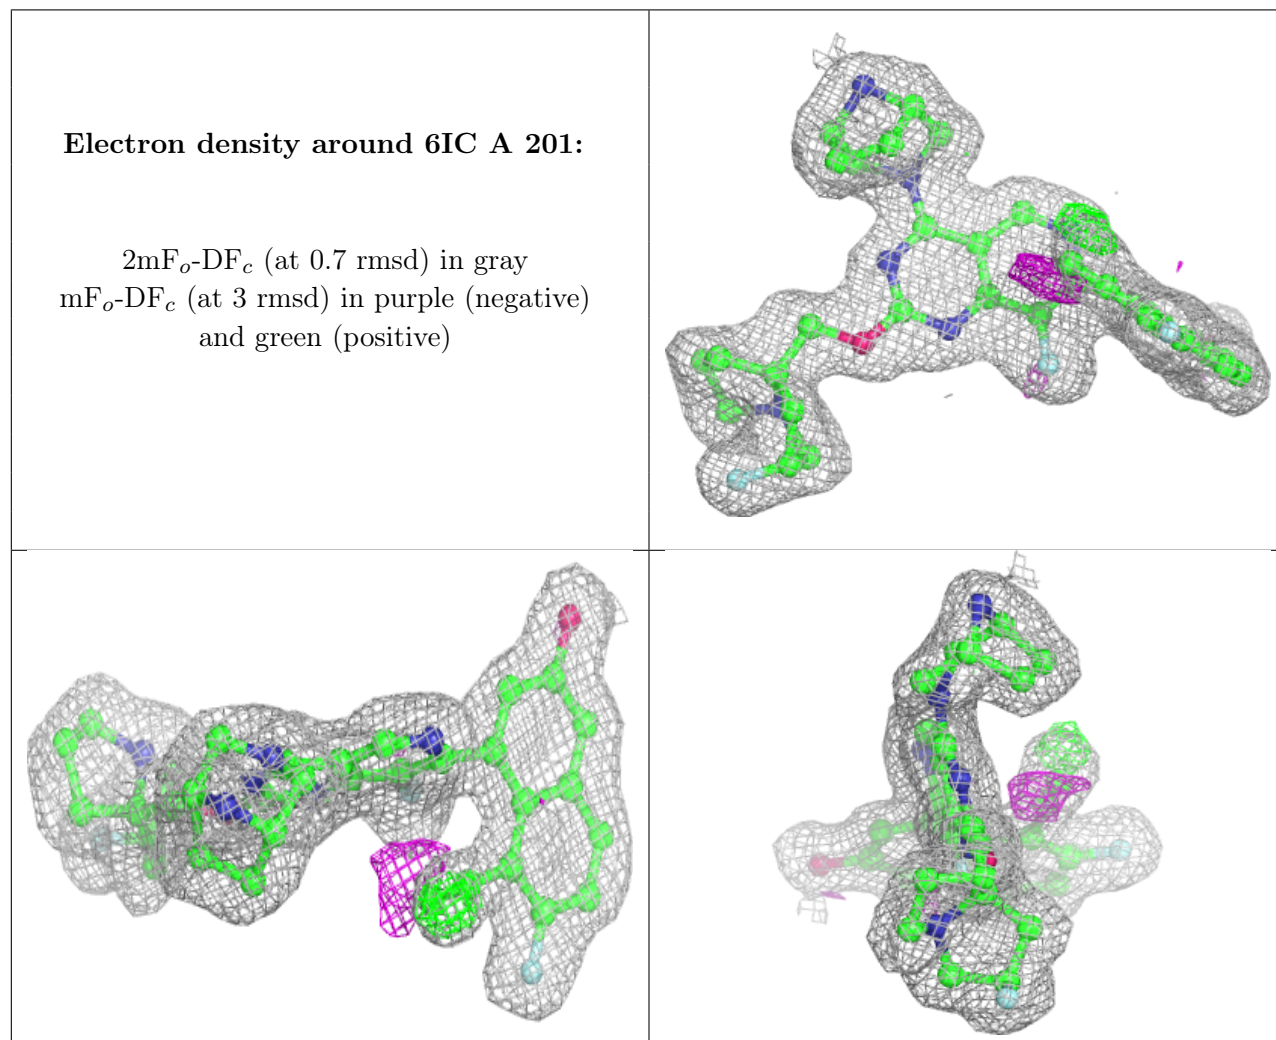 Electron density around 6IC A 201:
2mFo-DFc (at 0.7 rmsd) in gray
mFo-DFc (at 3 rmsd) in purple (negative)
and green (positive)